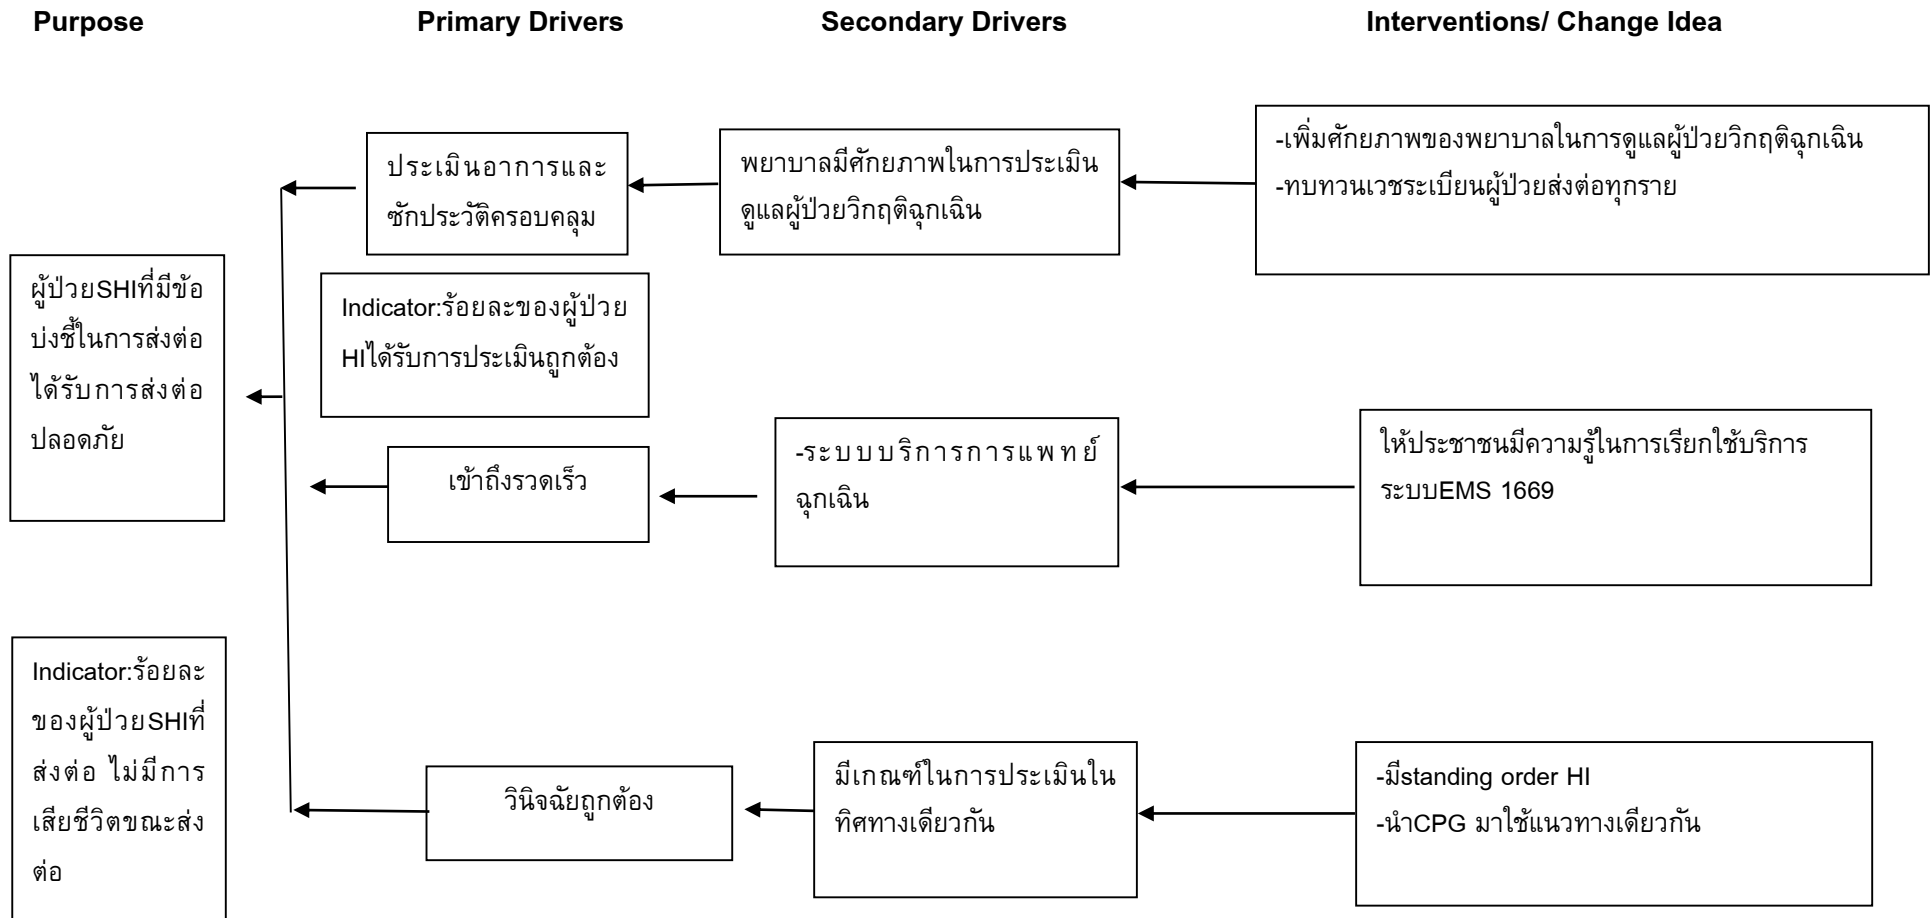 Purpose
Primary Drivers
Secondary Drivers
Interventions/ Change Idea
ประเมินอาการและ
ซักประวัติครอบคลุม
พยาบาลมีศักยภาพในการประเมิน
ดูแลผู้ป่วยวิกฤติฉุกเฉิน
-เพิ่มศักยภาพของพยาบาลในการดูแลผู้ป่วยวิกฤติฉุกเฉิน
-ทบทวนเวชระเบียนผู้ป่วยส่งต่อทุกราย
ผู้ป่วยSHIที่มีข้อ
บ่งชี้ในการส่งต่อ
ได้รับการส่งต่อ
ปลอดภัย
Indicator:ร้อยละของผู้ป่วย
HIได้รับการประเมินถูกต้อง
เข้าถึงรวดเร็ว
-ระบบบริการการแพทย์
ฉุกเฉิน
ให้ประชาชนมีความรู้ในการเรียกใช้บริการ
ระบบEMS 1669
Indicator:ร้อยละ
ของผู้ป่วยSHIที่
ส่งต่อ ไม่มีการ
เสียชีวิตขณะส่ง
ต่อ
วินิจฉัยถูกต้อง
มีเกณฑ์ในการประเมินใน
ทิศทางเดียวกัน
-มีstanding order HI
-นำCPG มาใช้แนวทางเดียวกัน